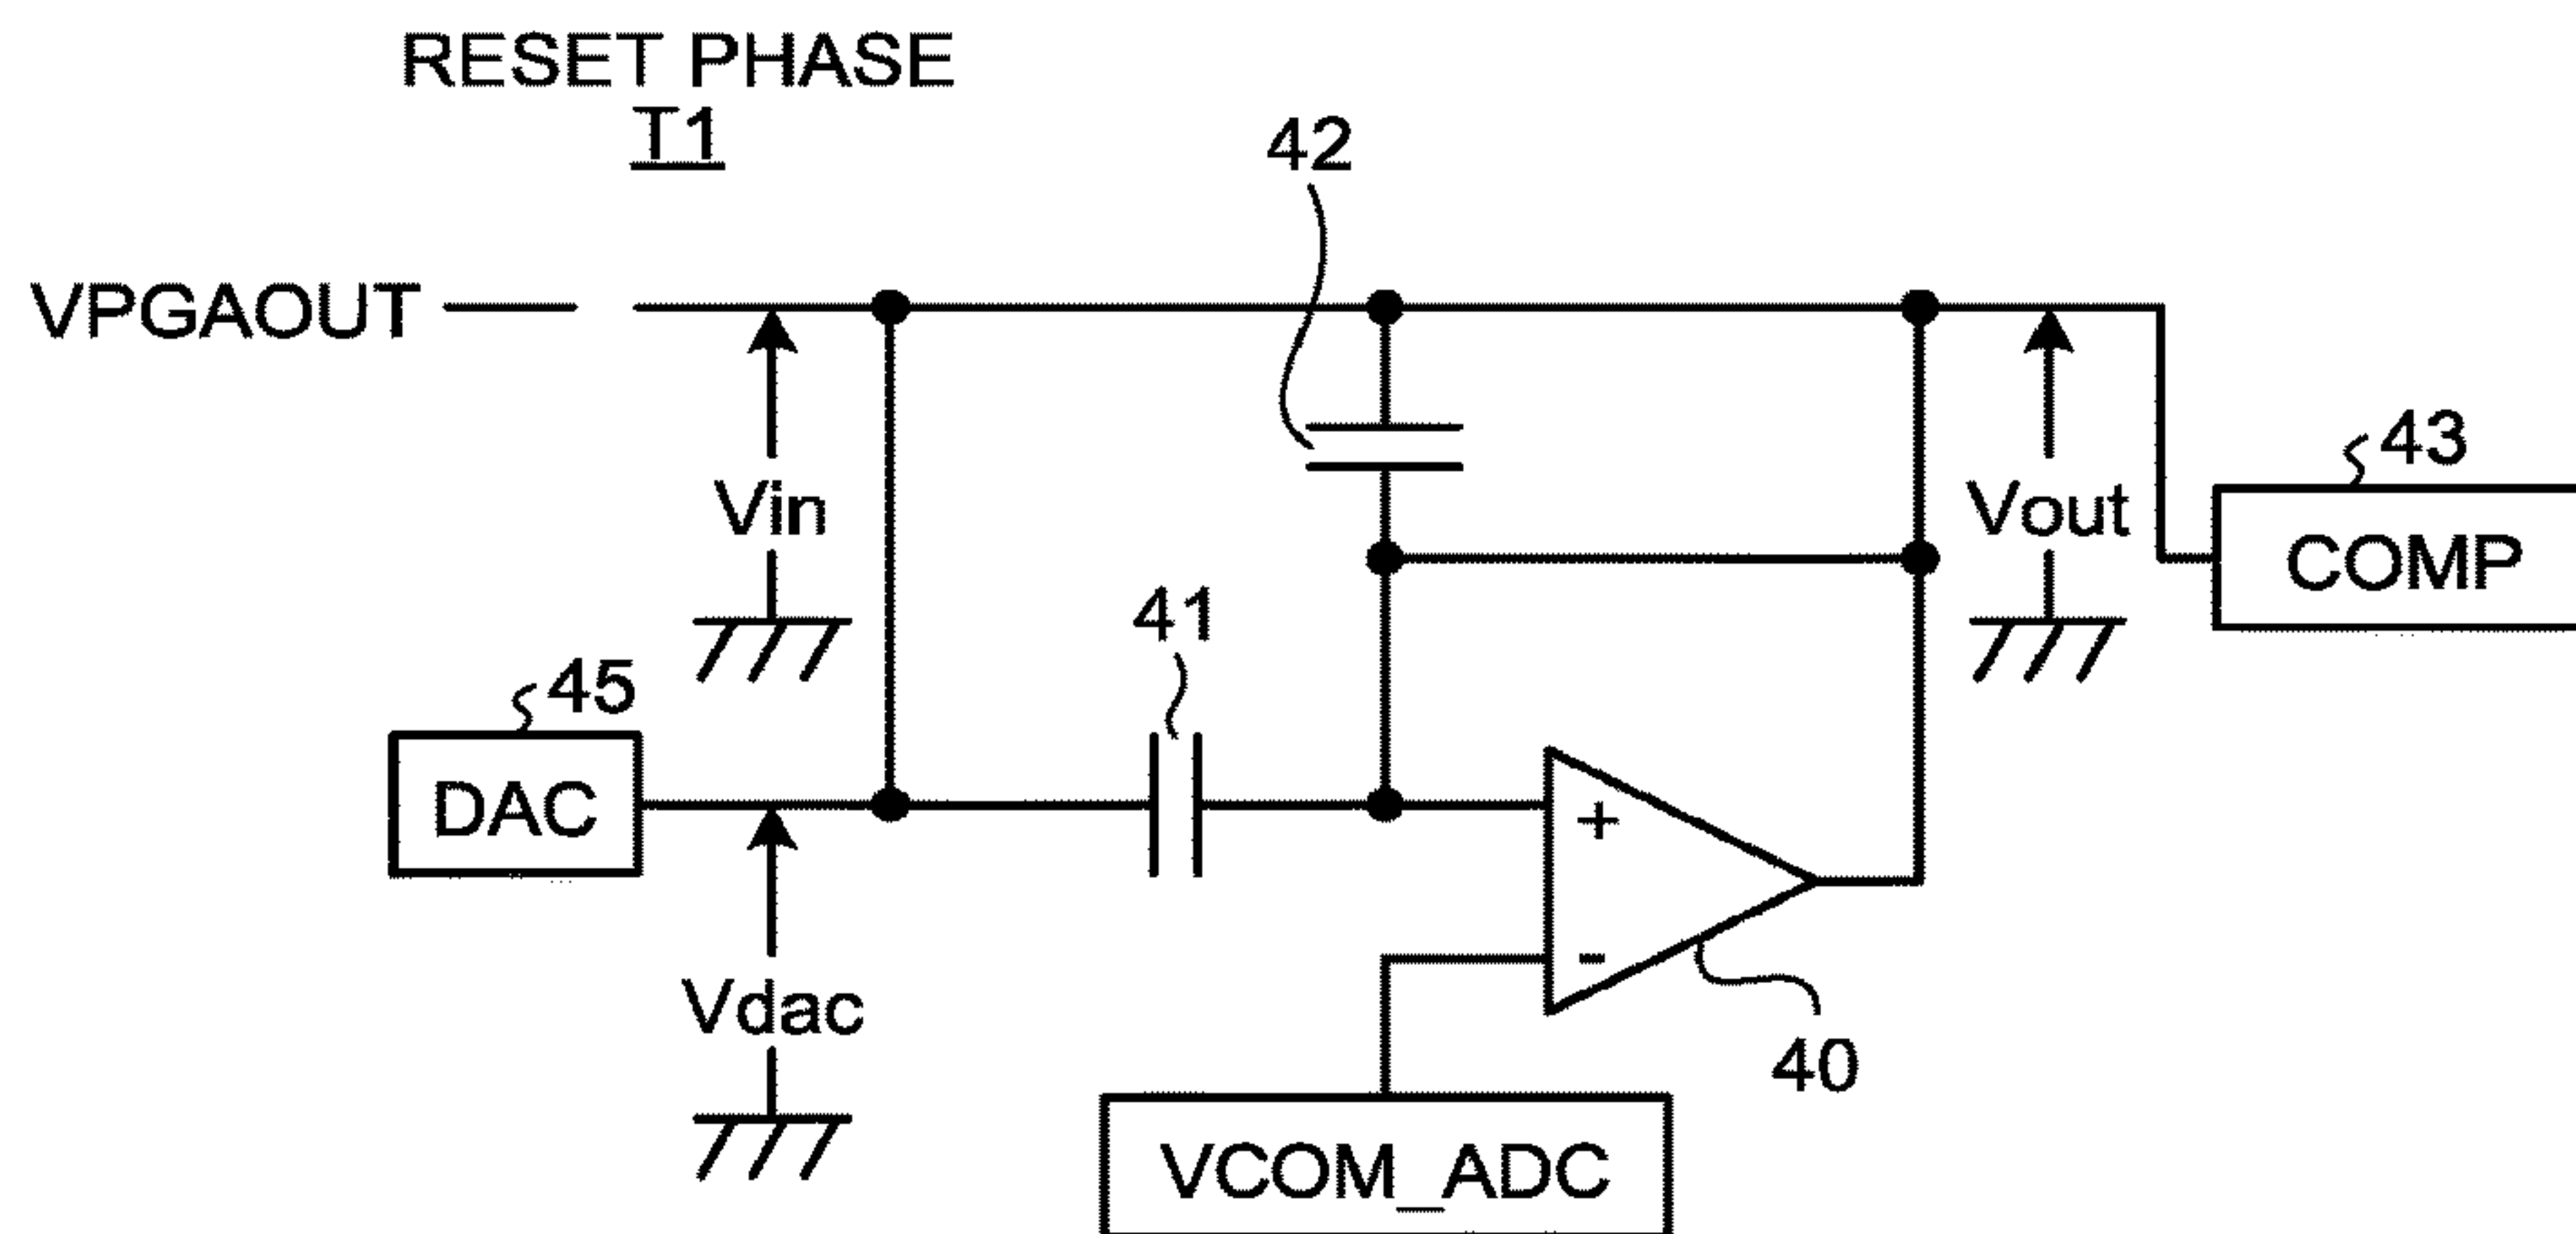 RESET PHASE
T1
42
VPGAOUT
43
Vin
Vout
COMP
41
45
DAC
+
-
Vdac
40
VCOM_ADC